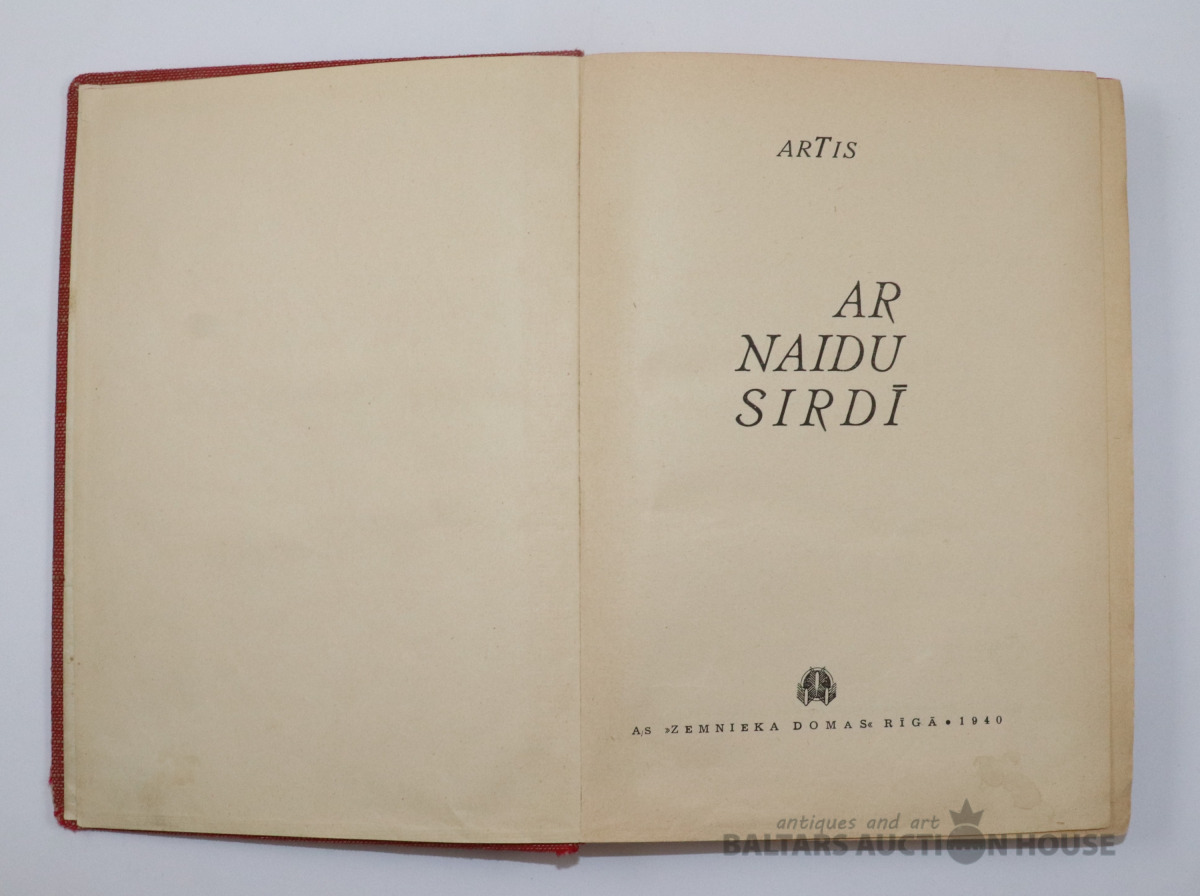 ARTIS
AR
NAIDU
SIRDĪ
A/S »ZEMNIEKA DOMAS« RĪGĀ • 1940
antiques and art
BALTARS AUCTION HOUSE